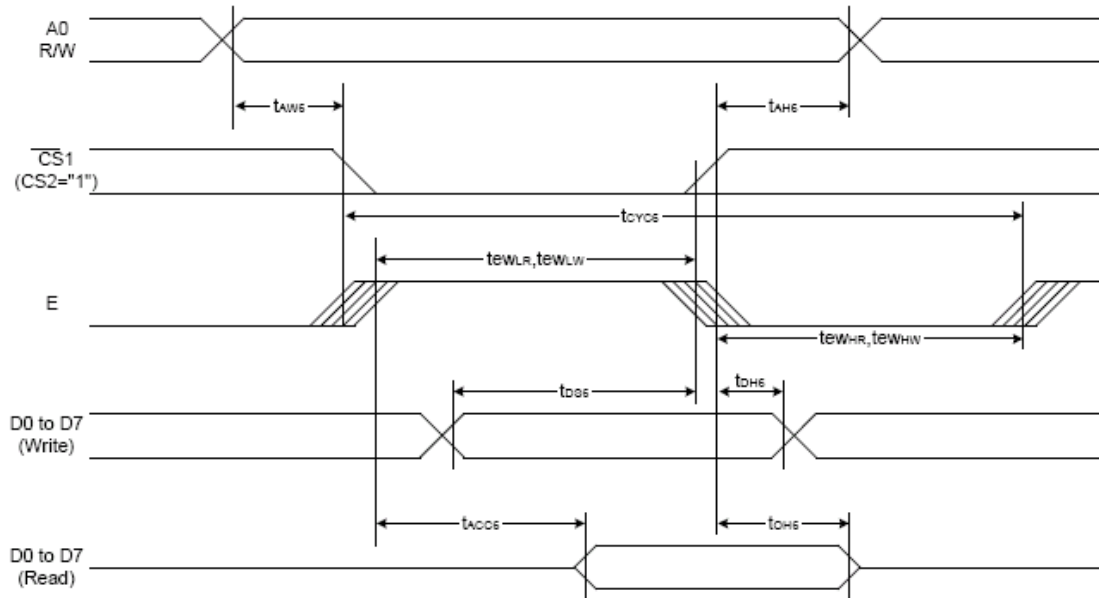 A0
R/W
tAW6
tAH6
CS1
(CS2="1")
tCYC6
tewLR,tewLW
E
tewHR,tewHW
tDS6
tDH6
D0 to D7
(Write)
tACC6
tOH6
D0 to D7
(Read)